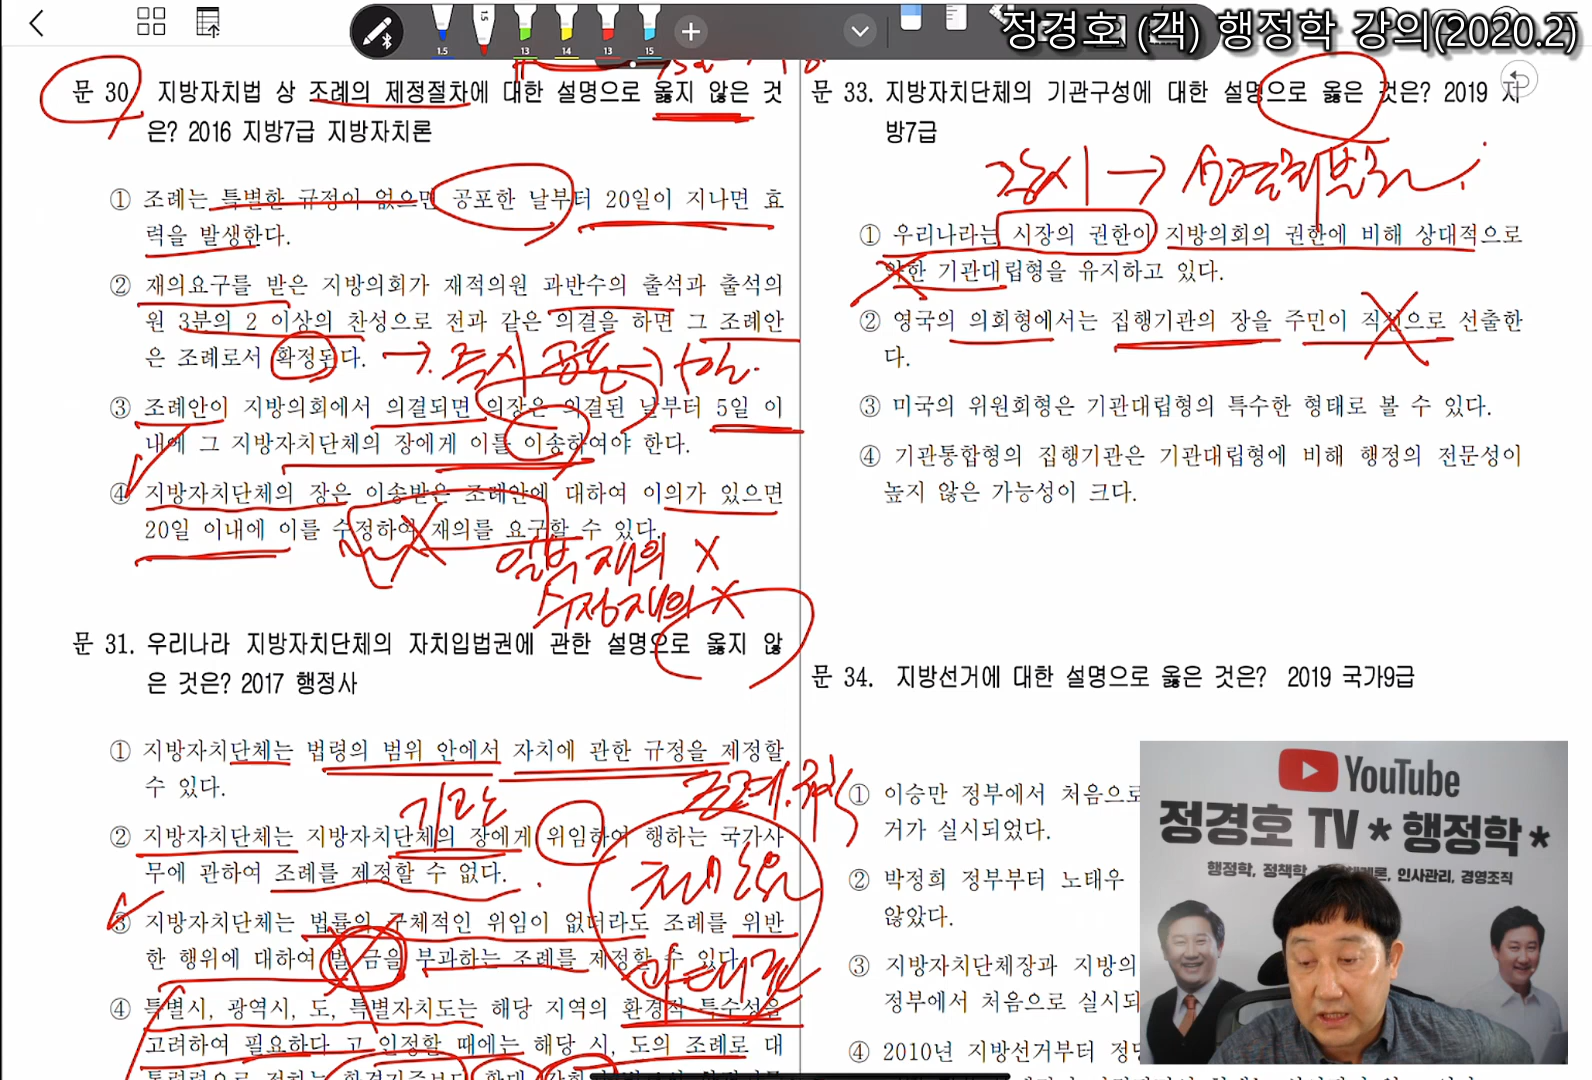 정경호 (객) 행정학 강의(2020.2)
1.5
1.5
13
14
13
15
문 30. 지방자치법 상 조례의 제정절차에 대한 설명으로 옳지 않은 것
은? 2016 지방7급 지방자치론
① 조례는 특별한 규정이 없으면 공포한 날부터 20일이 지나면 효
력을 발생한다.
② 재의요구를 받은 지방의회가 재적의원 과반수의 출석과 출석의
원 3분의 2 이상의 찬성으로 전과 같은 의결을 하면 그 조례안
은 조례로서 확정된다.
③ 조례안이 지방의회에서 의결되면 의장은 의결된 날부터 5일 이
내에 그 지방자치단체의 장에게 이를 이송하여야 한다.
④ 지방자치단체의 장은 이송받은 조례안에 대하여 이의가 있으면
20일 이내에 이를 수정하여 재의를 요구할 수 있다.
일부 재의 X
수정재의 X
문 31. 우리나라 지방자치단체의 자치입법권에 관한 설명으로 옳지 않
은 것은? 2017 행정사
① 지방자치단체는 법령의 범위 안에서 자치에 관한 규정을 제정할
수 있다.
조례.규칙
기관
② 지방자치단체는 지방자치단체의 장에게 위임하여 행하는 국가사
무에 관하여 조례를 제정할 수 없다.
③ 지방자치단체는 법률의 구체적인 위임이 없더라도 조례를 위반
한 행위에 대하여 벌금을 부과하는 조례를 제정할 수 있다.
과태료
④ 특별시, 광역시, 도, 특별자치도는 해당 지역의 환경적 특수성을
고려하여 필요하다고 인정할 때에는 해당 시, 도의 조례로 대
문 33. 지방자치단체의 기관구성에 대한 설명으로 옳은 것은? 2019 지
방7급
① 우리나라는 시장의 권한이 지방의회의 권한에 비해 상대적으로
약한 기관대립형을 유지하고 있다.
② 영국의 의회형에서는 집행기관의 장을 주민이 직접으로 선출한
다.
③ 미국의 위원회형은 기관대립형의 특수한 형태로 볼 수 있다.
④ 기관통합형의 집행기관은 기관대립형에 비해 행정의 전문성이
높지 않은 가능성이 크다.
문 34. 지방선거에 대한 설명으로 옳은 것은? 2019 국가9급
① 이승만 정부에서 처음으로
거가 실시되었다.
② 박정희 정부부터 노태우
않았다.
③ 지방자치단체장과 지방의
정부에서 처음으로 실시되
④ 2010년 지방선거부터 정당
YouTube
정경호 TV * 행정학 *
행정학, 정책학, 인사관리, 경영조직